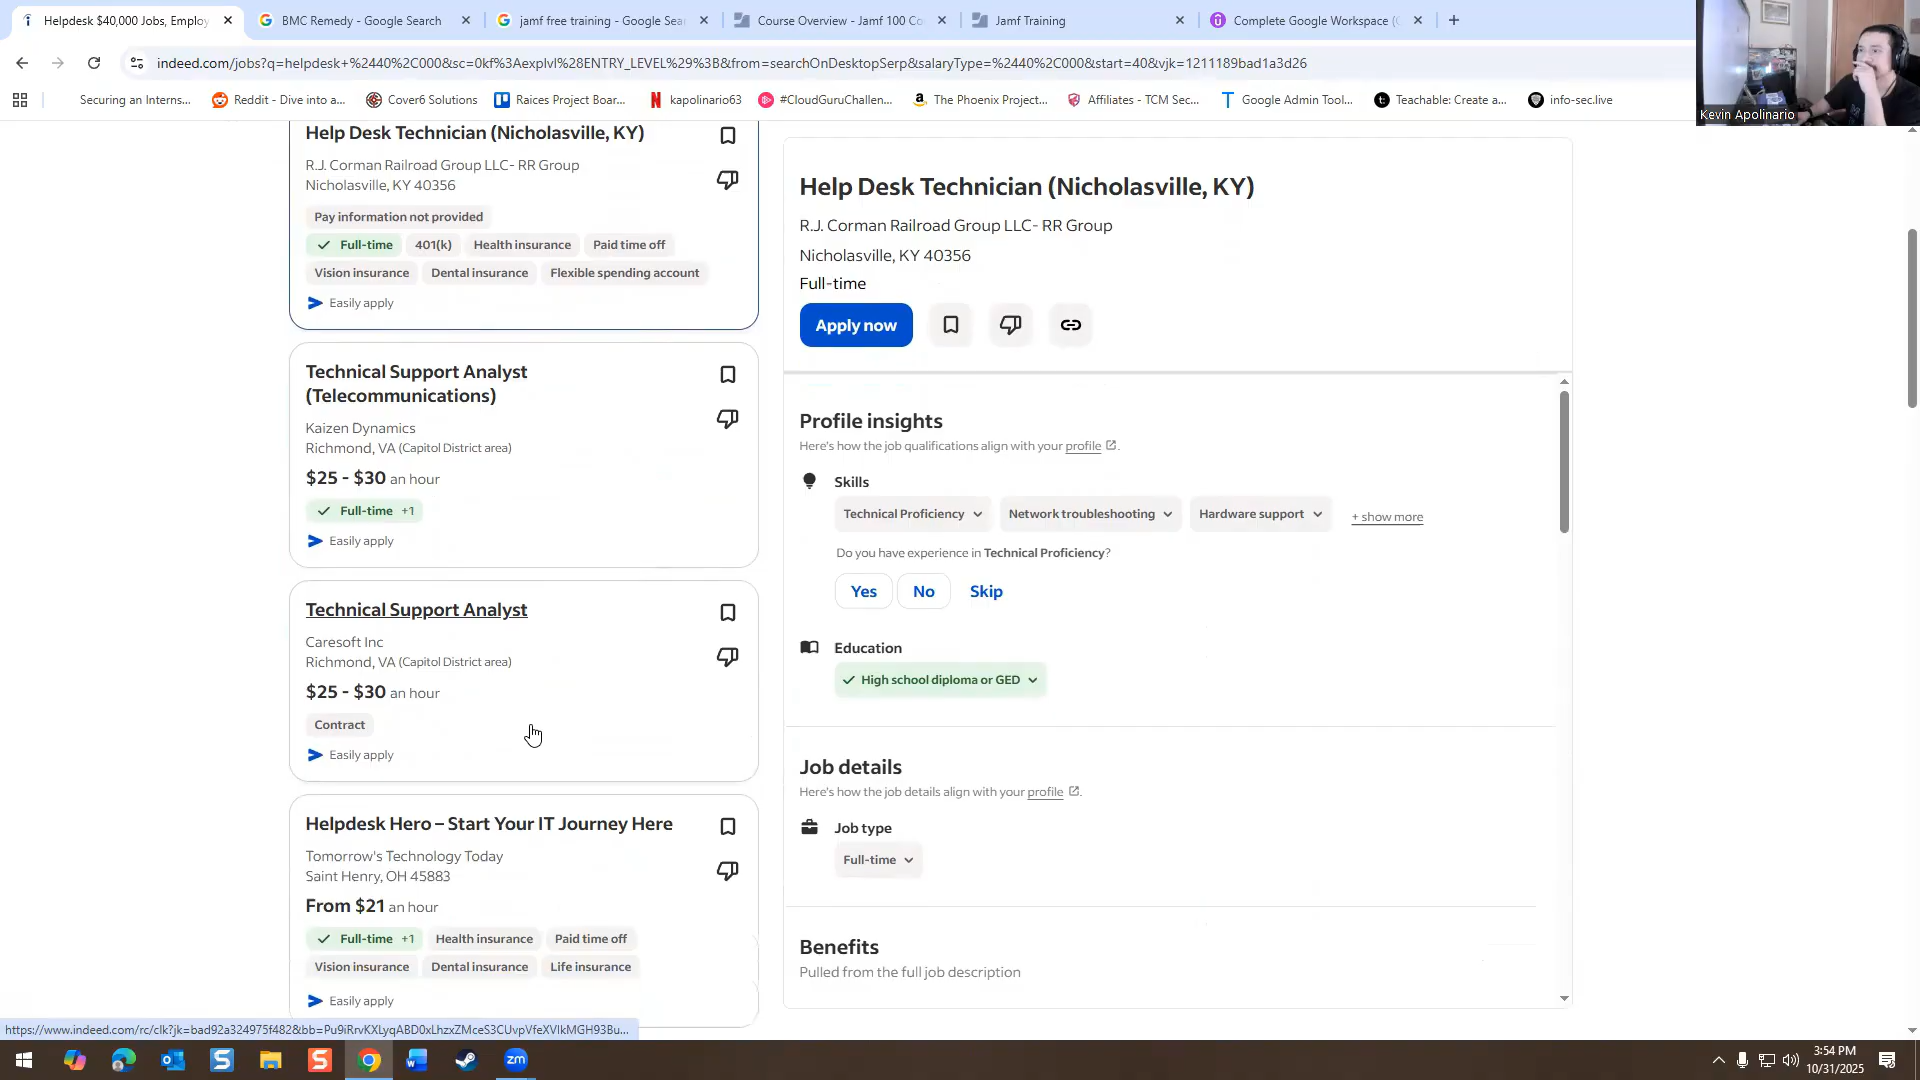 Helpdesk $40,000 Jobs, Employ
BMC Remedy - Google Search
jamf free training - Google Sea
Course Overview - Jamf 100 Co
Jamf Training
Complete Google Workspace (
indeed.com/jobs?q=helpdesk+%2440%2C000&sc=0kf%3Aexplvl%28ENTRY_LEVEL%29%3B&from=searchOnDesktopSerp&salaryType=%2440%2C000&start=40&vjk=1211189bad1a3d26
Securing an Interns...
Reddit - Dive into a...
Cover6 Solutions
Raices Project Boar...
kapolinario63
#CloudGuruChallen...
The Phoenix Project...
Affiliates - TCM Sec...
Google Admin Tool...
Teachable: Create a...
info-sec.live
Kevin Apolinario
Help Desk Technician (Nicholasville, KY)
R.J. Corman Railroad Group LLC- RR Group
Nicholasville, KY 40356
Pay information not provided
Full-time 401(k) Health insurance Paid time off
Vision insurance Dental insurance Flexible spending account
Easily apply
Technical Support Analyst
(Telecommunications)
Kaizen Dynamics
Richmond, VA (Capitol District area)
$25 - $30 an hour
Full-time +1
Easily apply
Technical Support Analyst
Caresoft Inc
Richmond, VA (Capitol District area)
$25 - $30 an hour
Contract
Easily apply
Helpdesk Hero – Start Your IT Journey Here
Tomorrow's Technology Today
Saint Henry, OH 45883
From $21 an hour
Full-time +1 Health insurance Paid time off
Vision insurance Dental insurance Life insurance
Easily apply
Help Desk Technician (Nicholasville, KY)
R.J. Corman Railroad Group LLC- RR Group
Nicholasville, KY 40356
Full-time
Apply now
Profile insights
Here's how the job qualifications align with your profile.
Skills
Technical Proficiency Network troubleshooting Hardware support + show more
Do you have experience in Technical Proficiency?
Yes No Skip
Education
High school diploma or GED
Job details
Here's how the job details align with your profile.
Job type
Full-time
Benefits
Pulled from the full job description
https://www.indeed.com/rc/clk?jk=bad92a324975f482&bb=Pu9iRrvKXLyqABD0xLhzxZMceS3CUvpVfeXVIkMGH93Bu...
zm
3:54 PM
10/31/2025